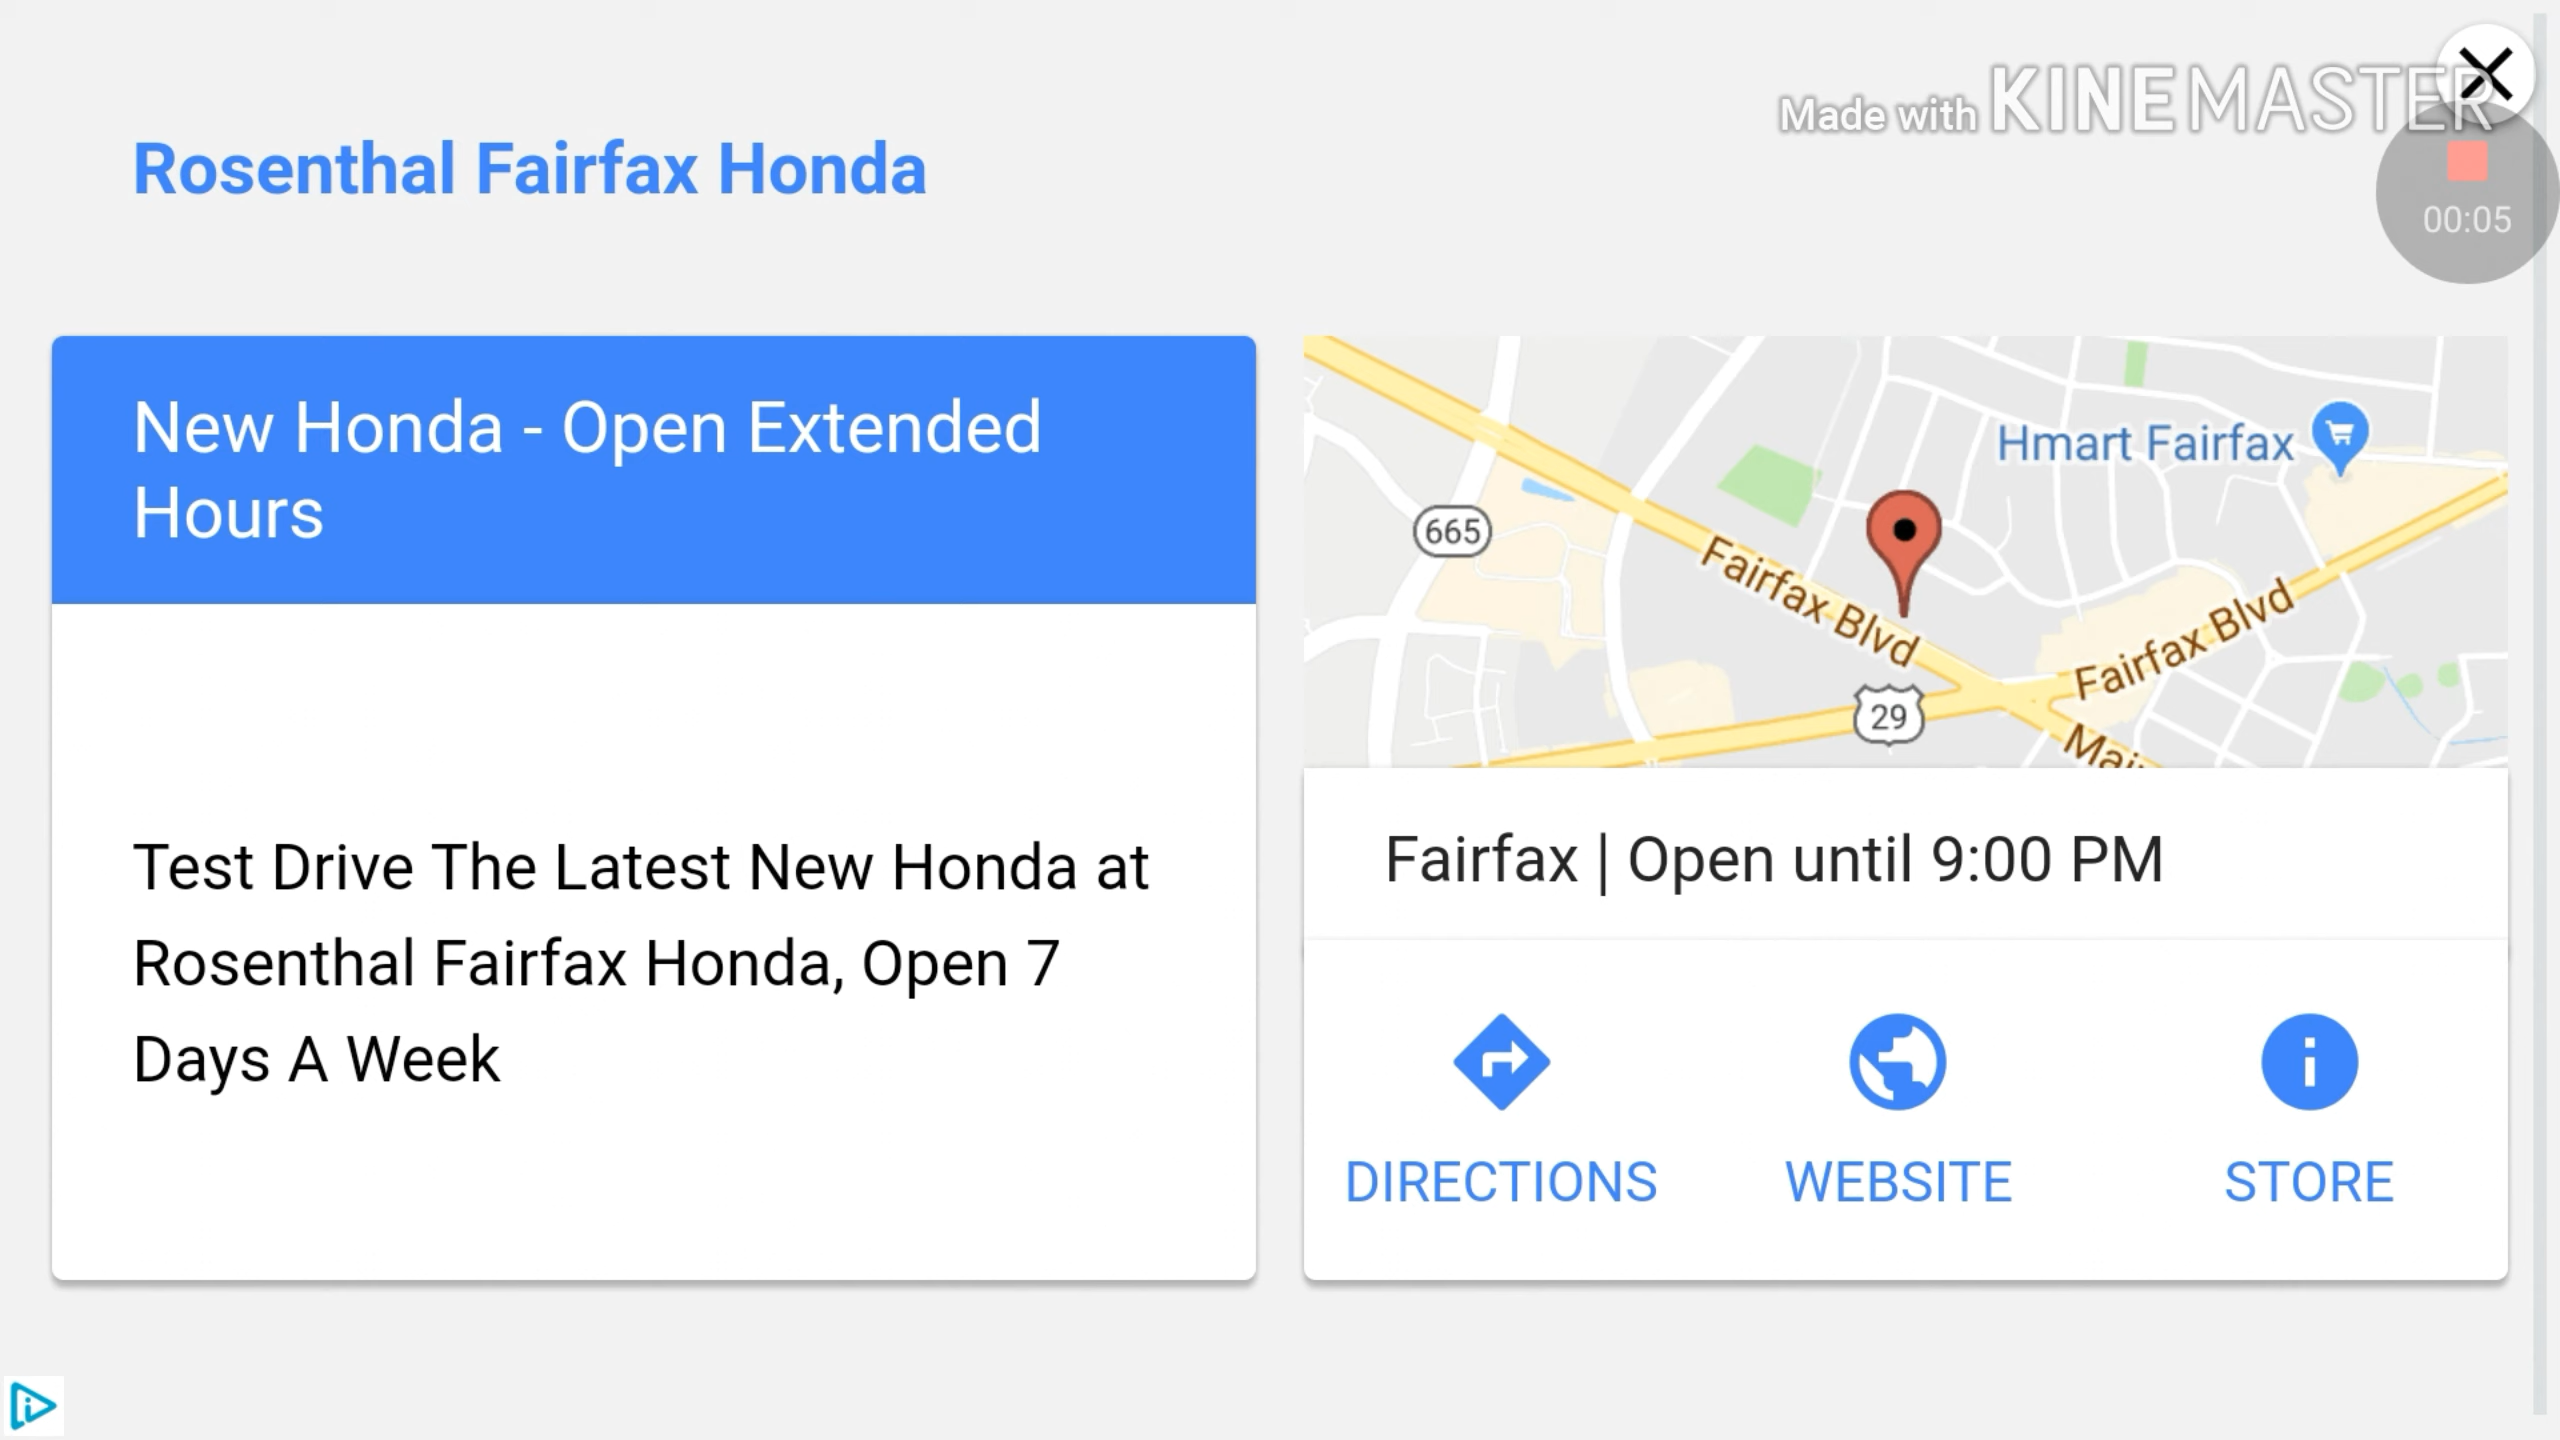 Made with KINEMASTER
00:05
Rosenthal Fairfax Honda
New Honda - Open Extended
Hours
Test Drive The Latest New Honda at
Rosenthal Fairfax Honda, Open 7
Days A Week
Hmart Fairfax
665
Fairfax Blvd
Fairfax Blvd
29
Mai
Fairfax | Open until 9:00 PM
DIRECTIONS
WEBSITE
STORE